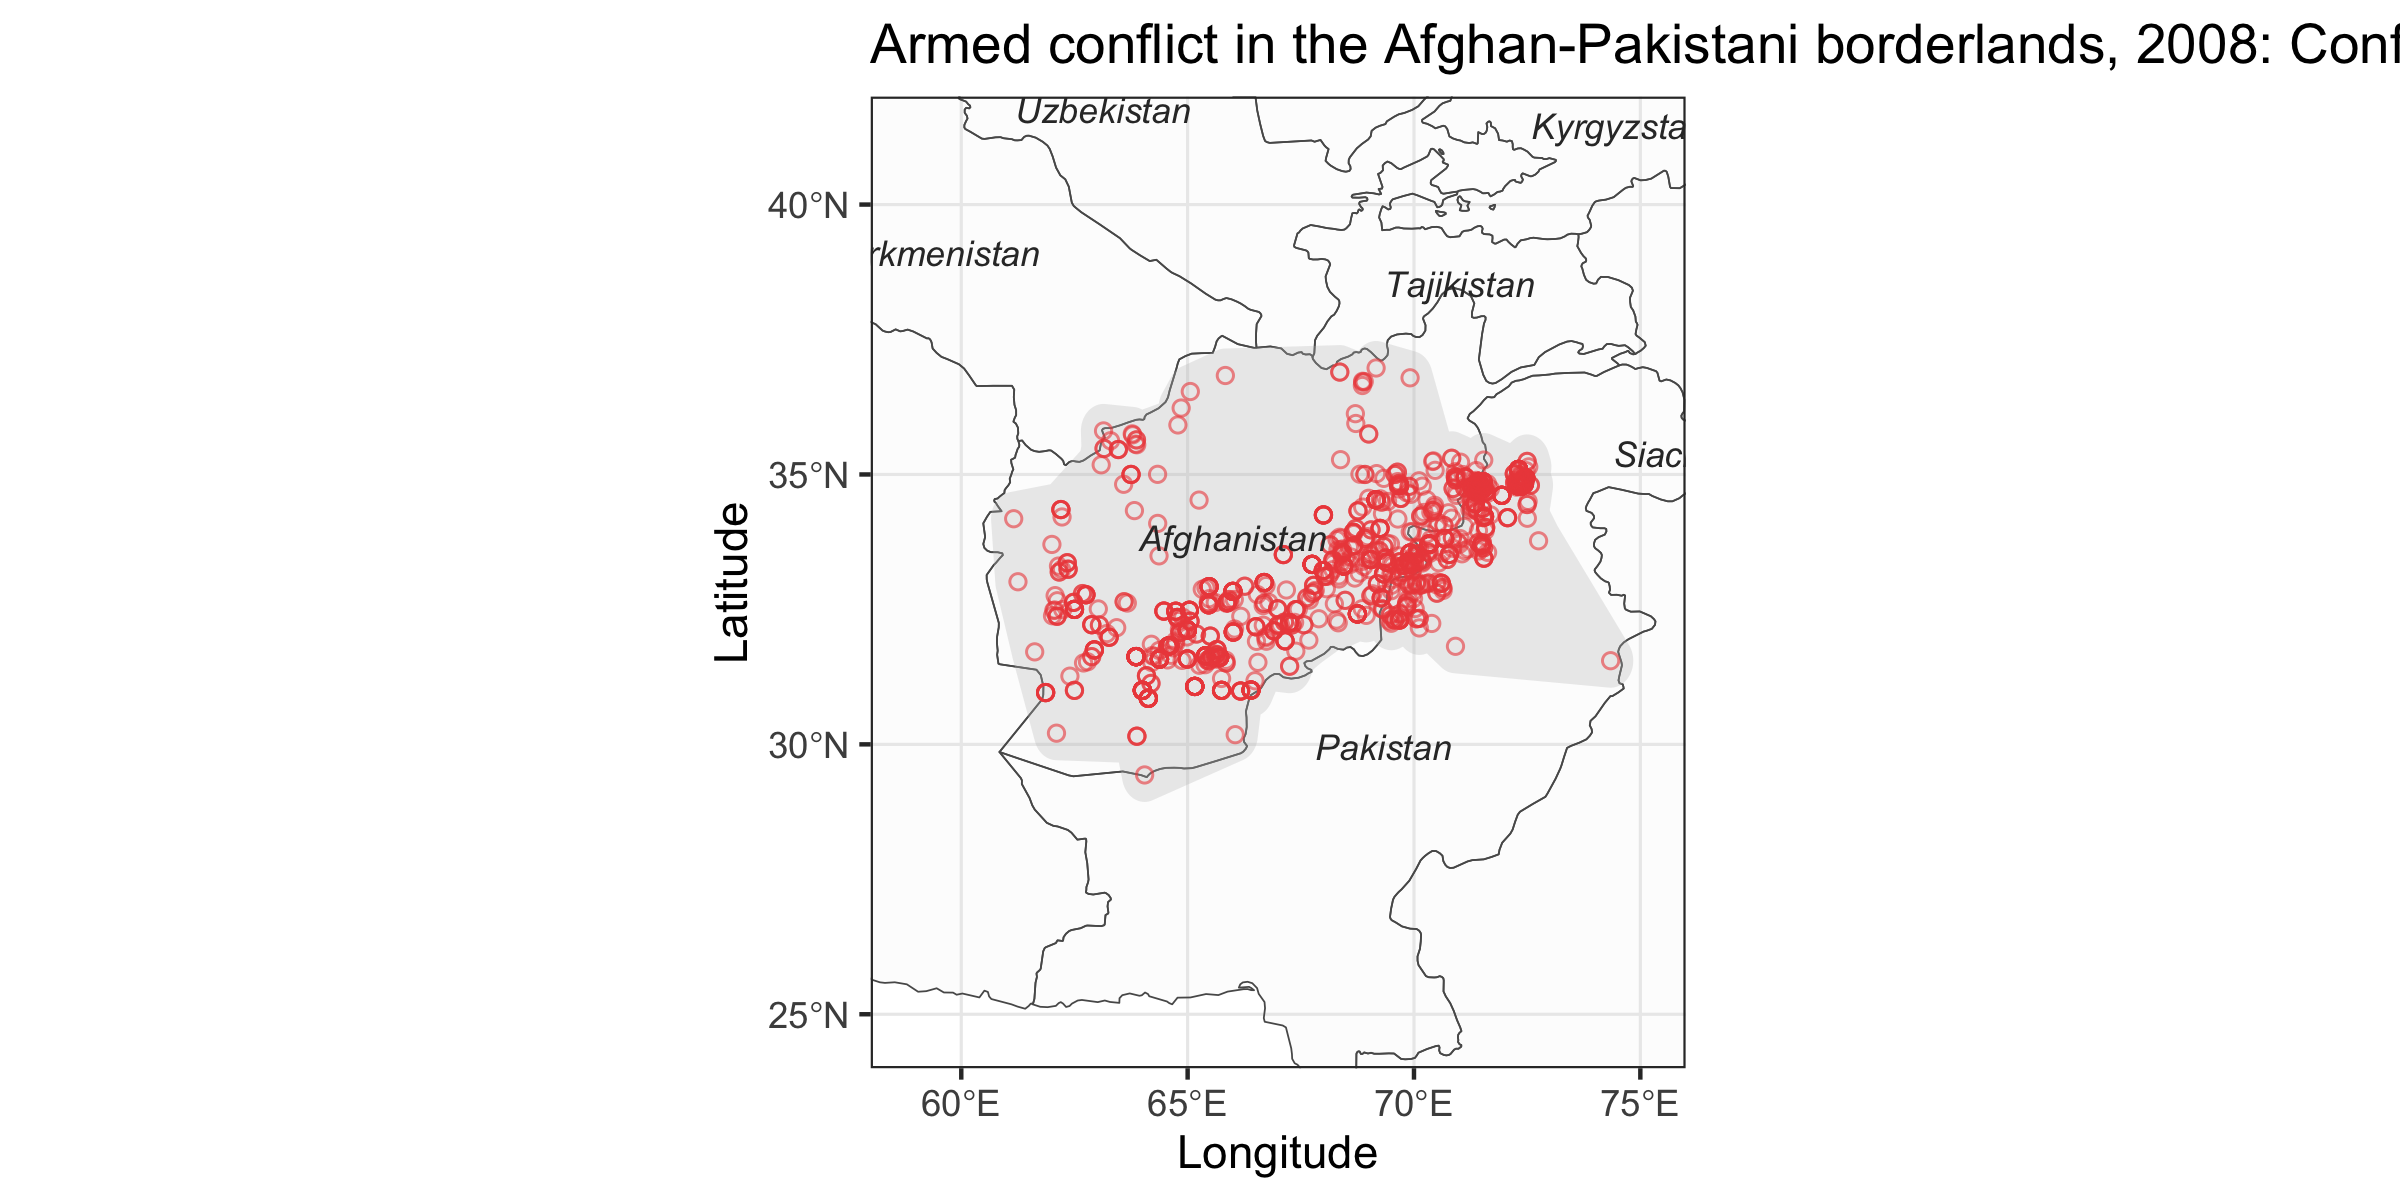 Armed conflict in the Afghan-Pakistani borderlands, 2008: Conf
Uzbekistan
Kyrgyzsta
40°N
rkmenistan
Tajikistan
35°N
Siac
Afghanistan
30°N
Pakistan
25°N
60°E 65°E 70°E 75°E
Longitude
Latitude